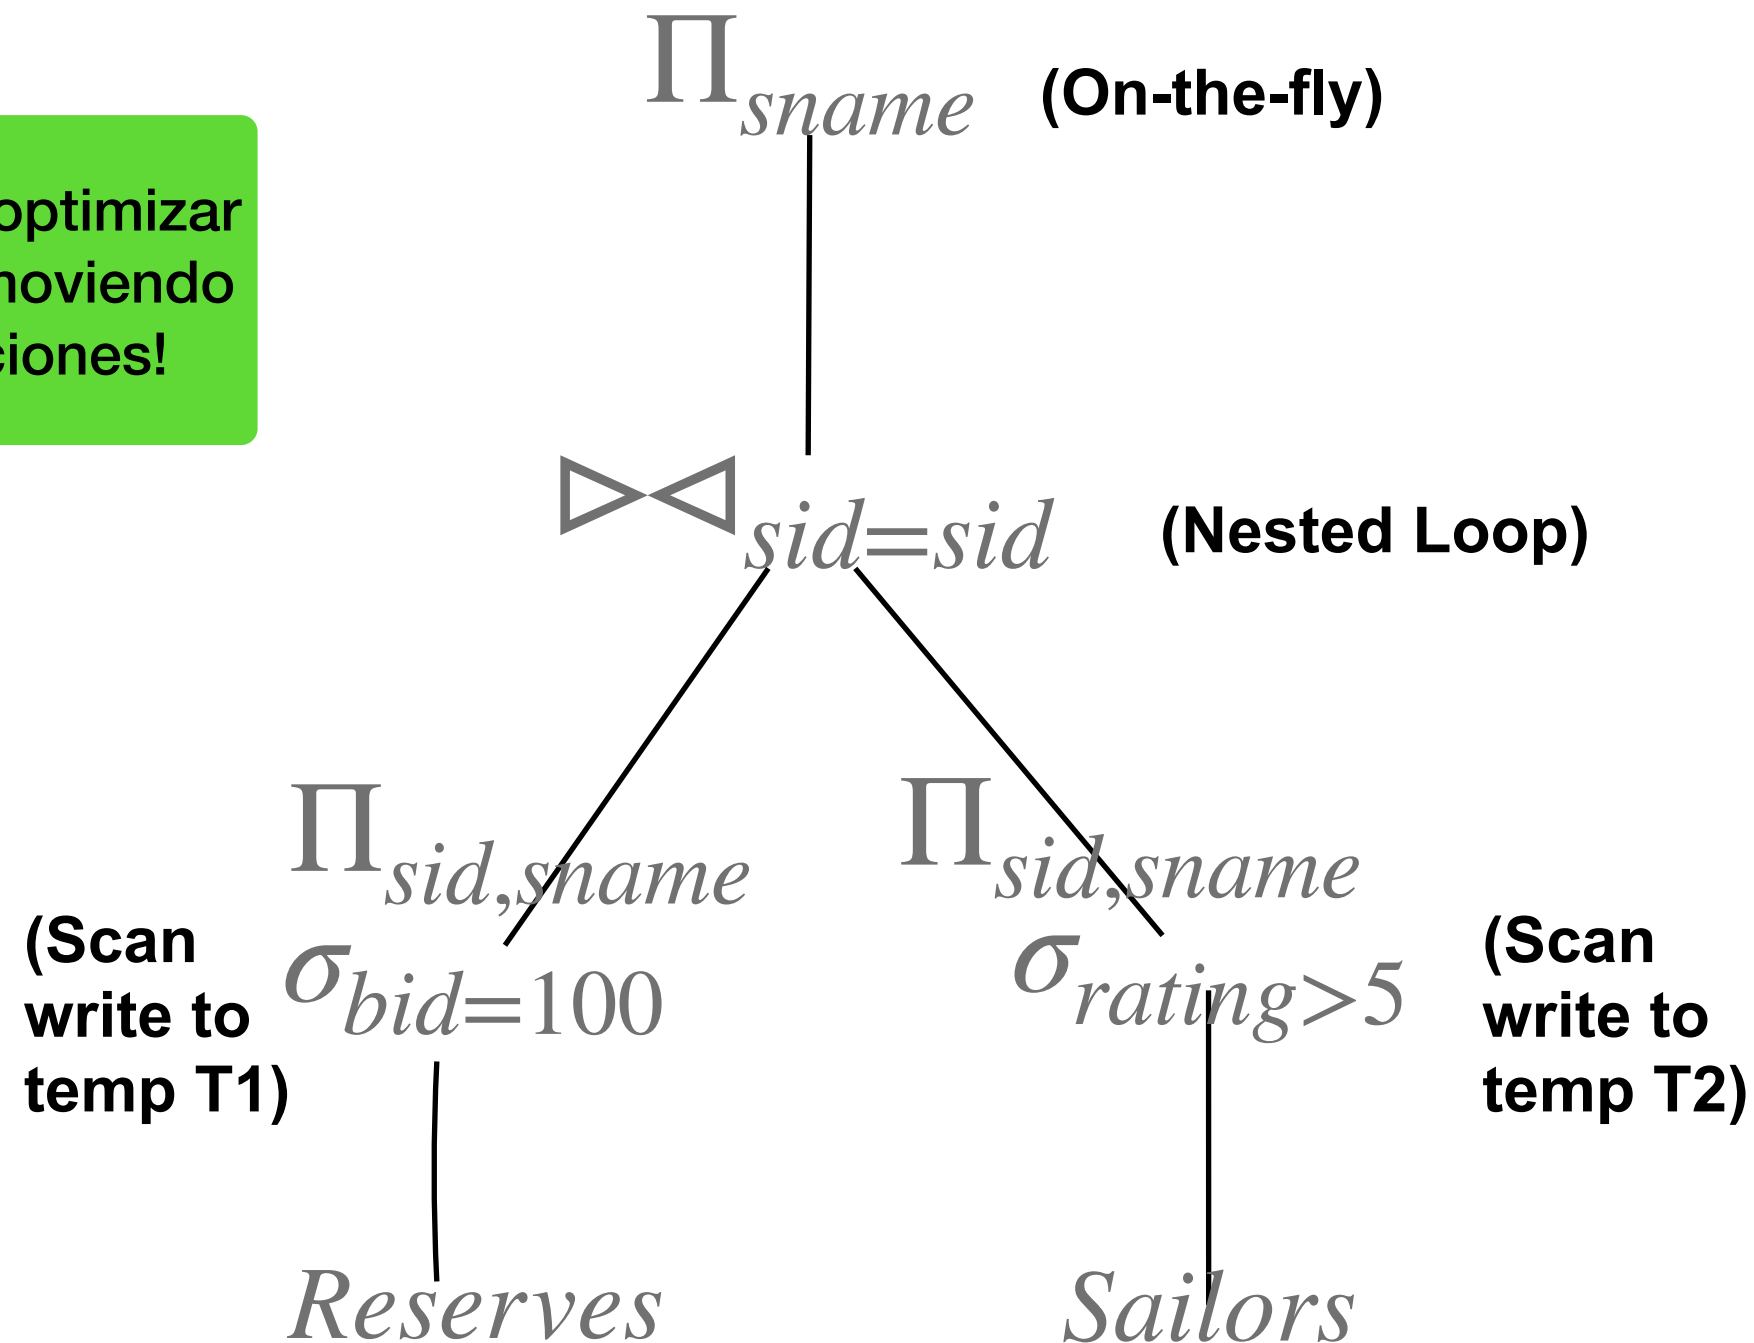 Π sname (On-the-fly)
optimizar
moviendo
ciones!
⋈ sid=sid (Nested Loop)
Π sid,sname Π sid,sname
(Scan
write to
temp T1)
σ bid=100 σ rating>5
(Scan
write to
temp T2)
Reserves Sailors